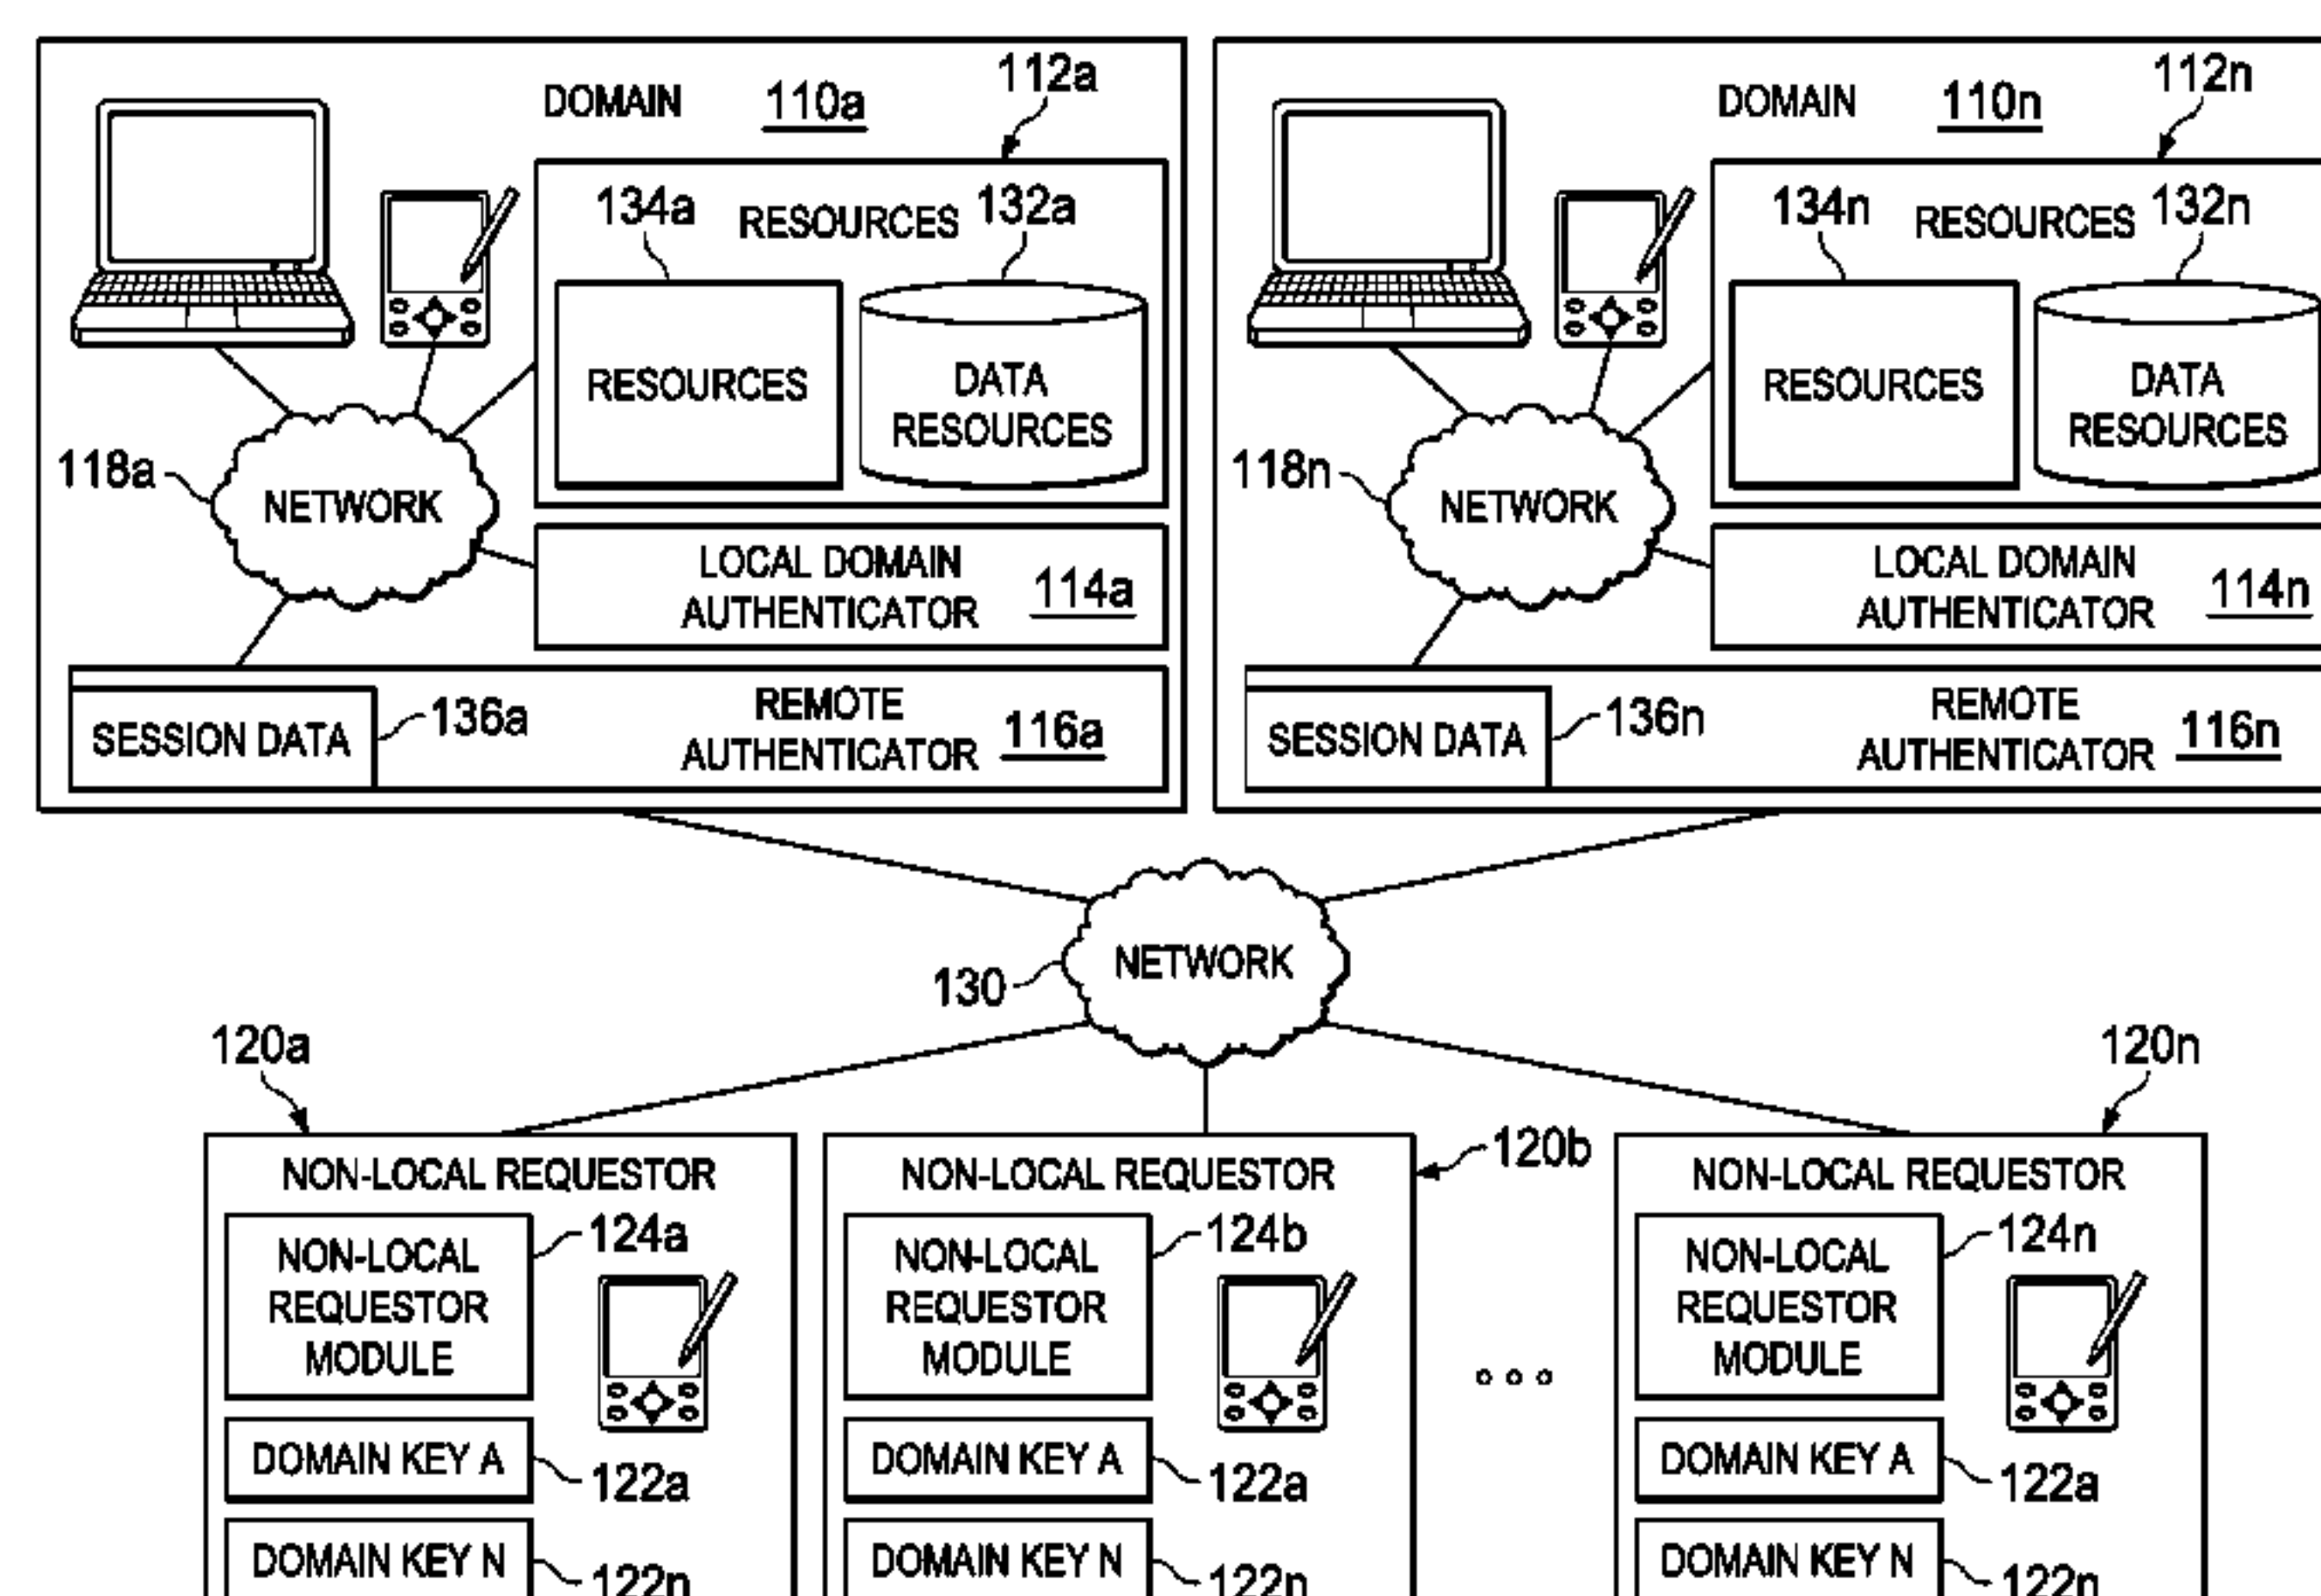 DOMAIN 110a
112a
134a RESOURCES 132a
RESOURCES
DATA
RESOURCES
118a
NETWORK
LOCAL DOMAIN
AUTHENTICATOR 114a
SESSION DATA 136a
REMOTE
AUTHENTICATOR 116a
DOMAIN 110n
112n
134n RESOURCES 132n
RESOURCES
DATA
RESOURCES
118n
NETWORK
LOCAL DOMAIN
AUTHENTICATOR 114n
SESSION DATA 136n
REMOTE
AUTHENTICATOR 116n
NETWORK
130
120a
NON-LOCAL REQUESTOR
NON-LOCAL
REQUESTOR
MODULE
124a
DOMAIN KEY A
122a
DOMAIN KEY N
122n
120b
NON-LOCAL REQUESTOR
NON-LOCAL
REQUESTOR
MODULE
124b
DOMAIN KEY A
122a
DOMAIN KEY N
122n
120n
NON-LOCAL REQUESTOR
NON-LOCAL
REQUESTOR
MODULE
124n
DOMAIN KEY A
122a
DOMAIN KEY N
122n